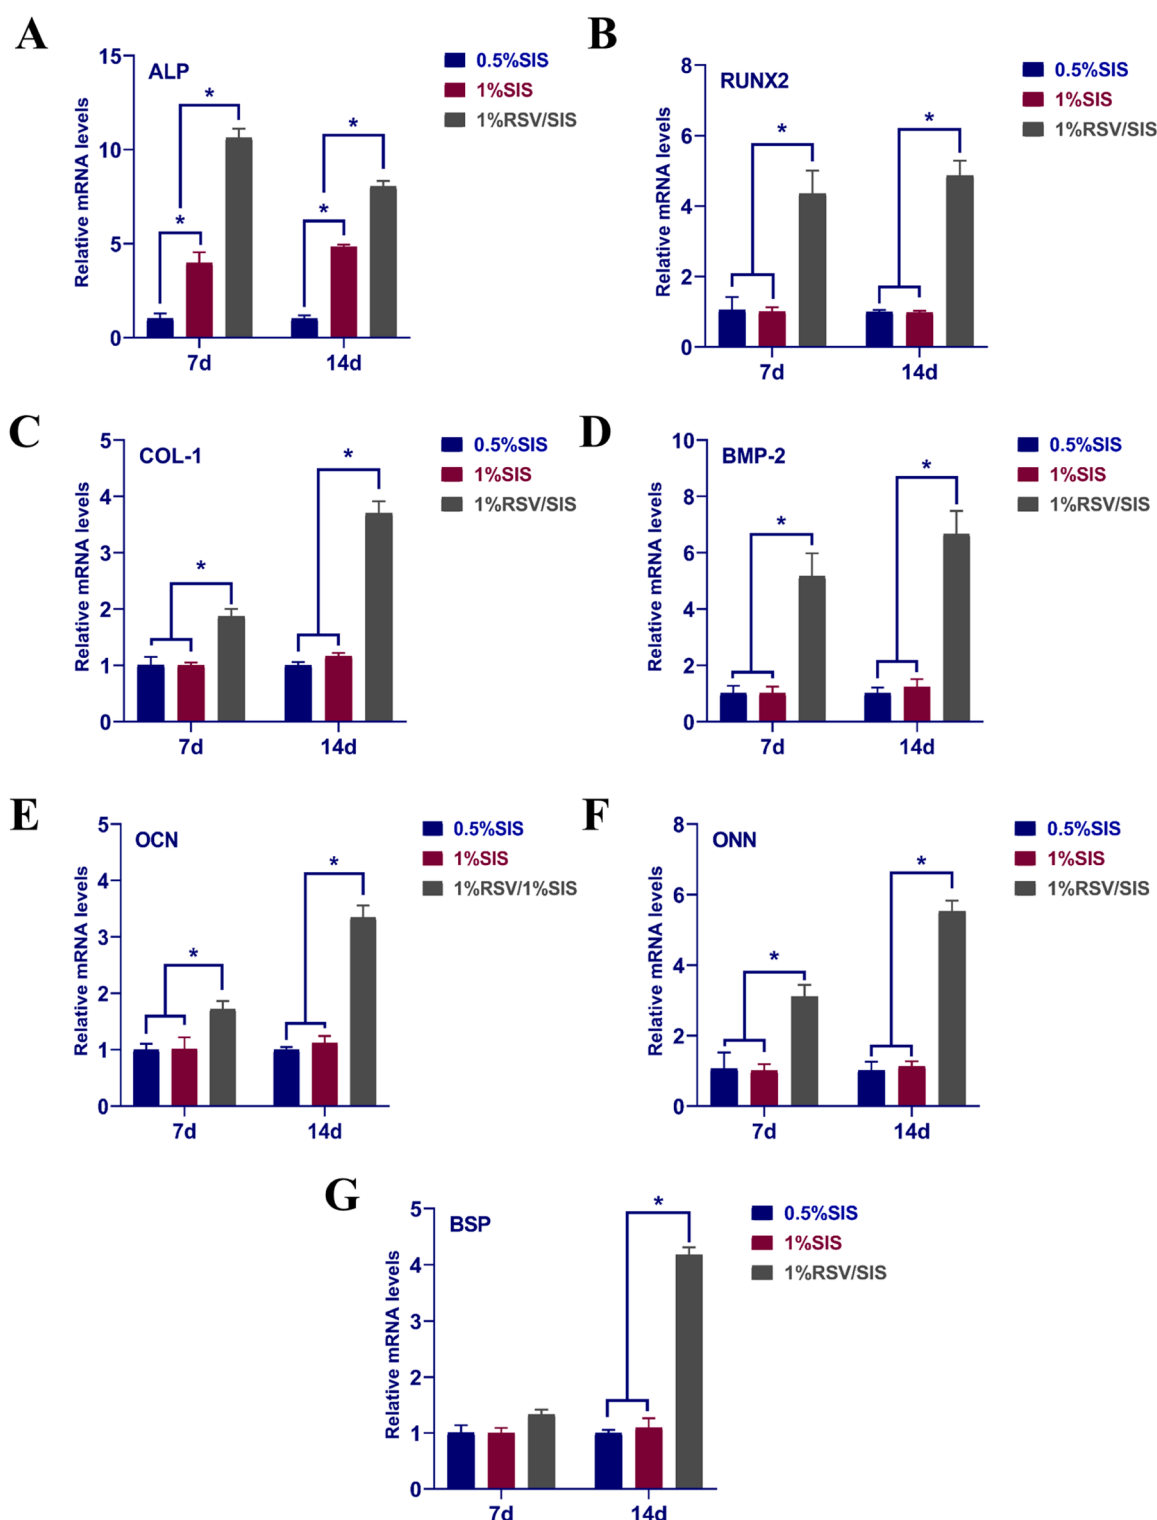 A
ALP
Relative mRNA levels
15
10
5
0
*
*
*
*
7d
14d
0.5%SIS
1%SIS
1%RSV/SIS
B
RUNX2
Relative mRNA levels
8
6
4
2
0
*
*
7d
14d
0.5%SIS
1%SIS
1%RSV/SIS
C
COL-1
Relative mRNA levels
5
4
3
2
1
0
*
*
7d
14d
0.5%SIS
1%SIS
1%RSV/SIS
D
BMP-2
Relative mRNA levels
10
8
6
4
2
0
*
*
7d
14d
0.5%SIS
1%SIS
1%RSV/SIS
E
OCN
Relative mRNA levels
5
4
3
2
1
0
*
*
7d
14d
0.5%SIS
1%SIS
1%RSV/1%SIS
F
ONN
Relative mRNA levels
8
6
4
2
0
*
*
7d
14d
0.5%SIS
1%SIS
1%RSV/SIS
G
BSP
Relative mRNA levels
5
4
3
2
1
0
*
7d
14d
0.5%SIS
1%SIS
1%RSV/SIS